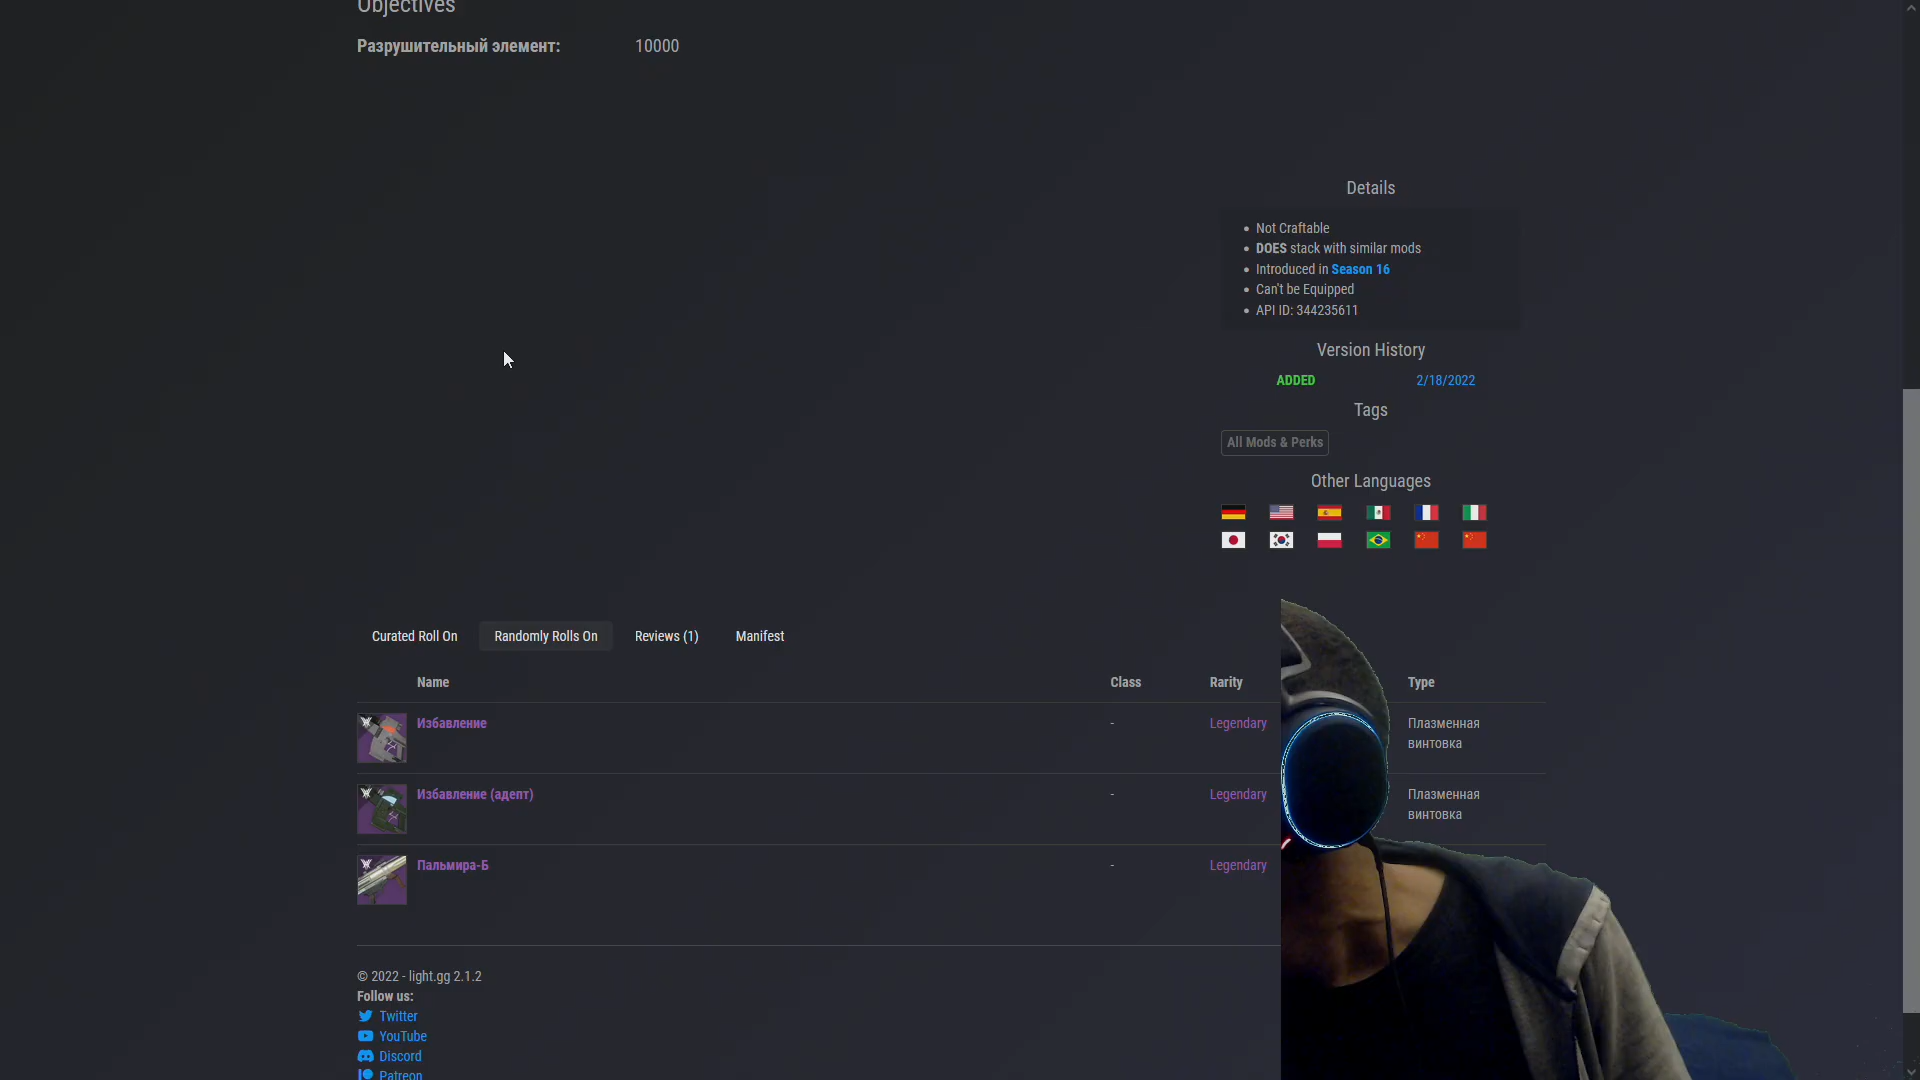 Objectives
Разрушительный элемент: 10000
Details
Not Craftable
DOES stack with similar mods
Introduced in Season 16
Can't be Equipped
API ID: 344235611
Version History
ADDED 2/18/2022
Tags
All Mods & Perks
Other Languages
Curated Roll On Randomly Rolls On Reviews (1) Manifest
Name Class Rarity Type
Избавление - Legendary Плазменная
винтовка
Избавление (адепт) - Legendary Плазменная
винтовка
Пальмира-Б - Legendary
© 2022 - light.gg 2.1.2
Follow us:
Twitter
YouTube
Discord
Patreon